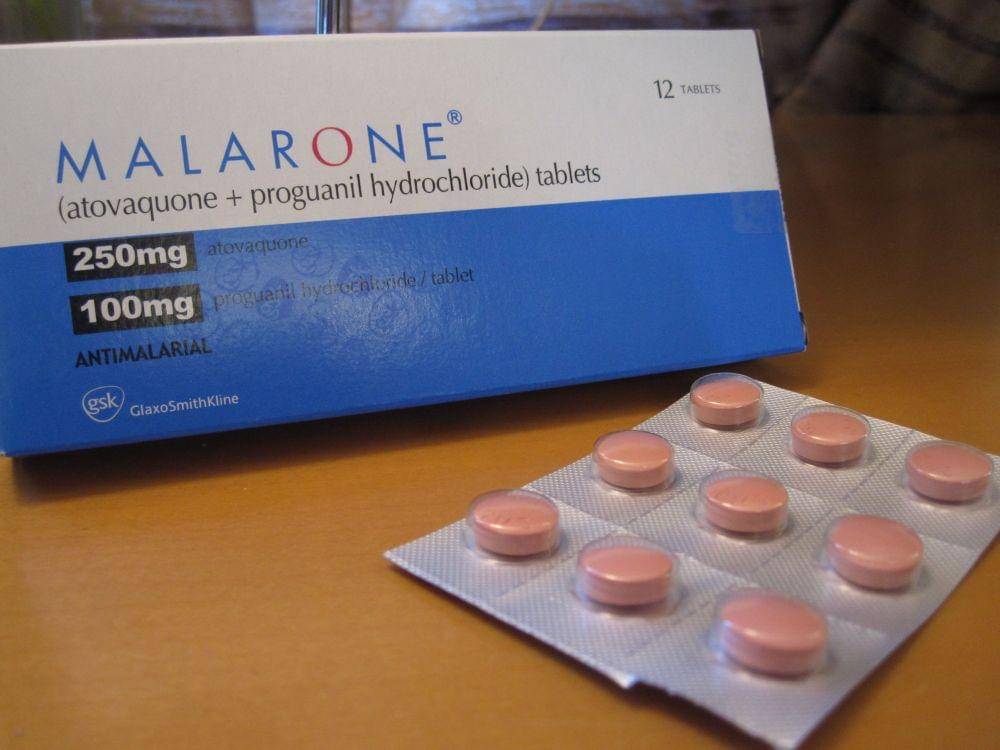 12 TABLETS
MALARONE®
(atovaquone + proguanil hydrochloride) tablets
250mg atovaquone
100mg proguanil hydrochloride / tablet
ANTIMALARIAL
gsk GlaxoSmithKline